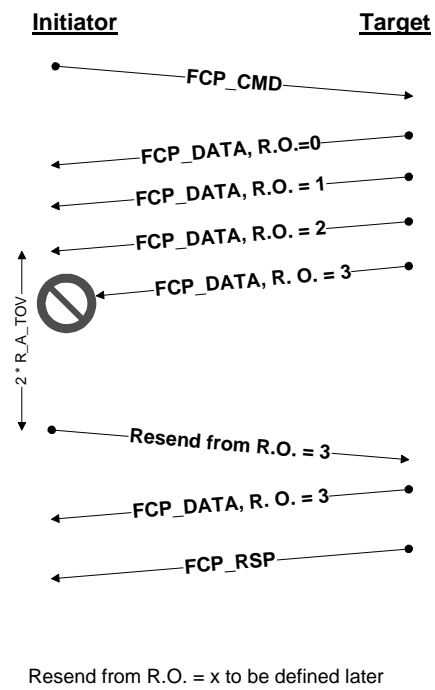 Initiator Target
FCP_CMD
FCP_DATA, R.O.=0
FCP_DATA, R.O. = 1
FCP_DATA, R.O. = 2
FCP_DATA, R. O. = 3
2 * R_A_TOV
Resend from R.O. = 3
FCP_DATA, R. O. = 3
FCP_RSP
Resend from R.O. = x to be defined later